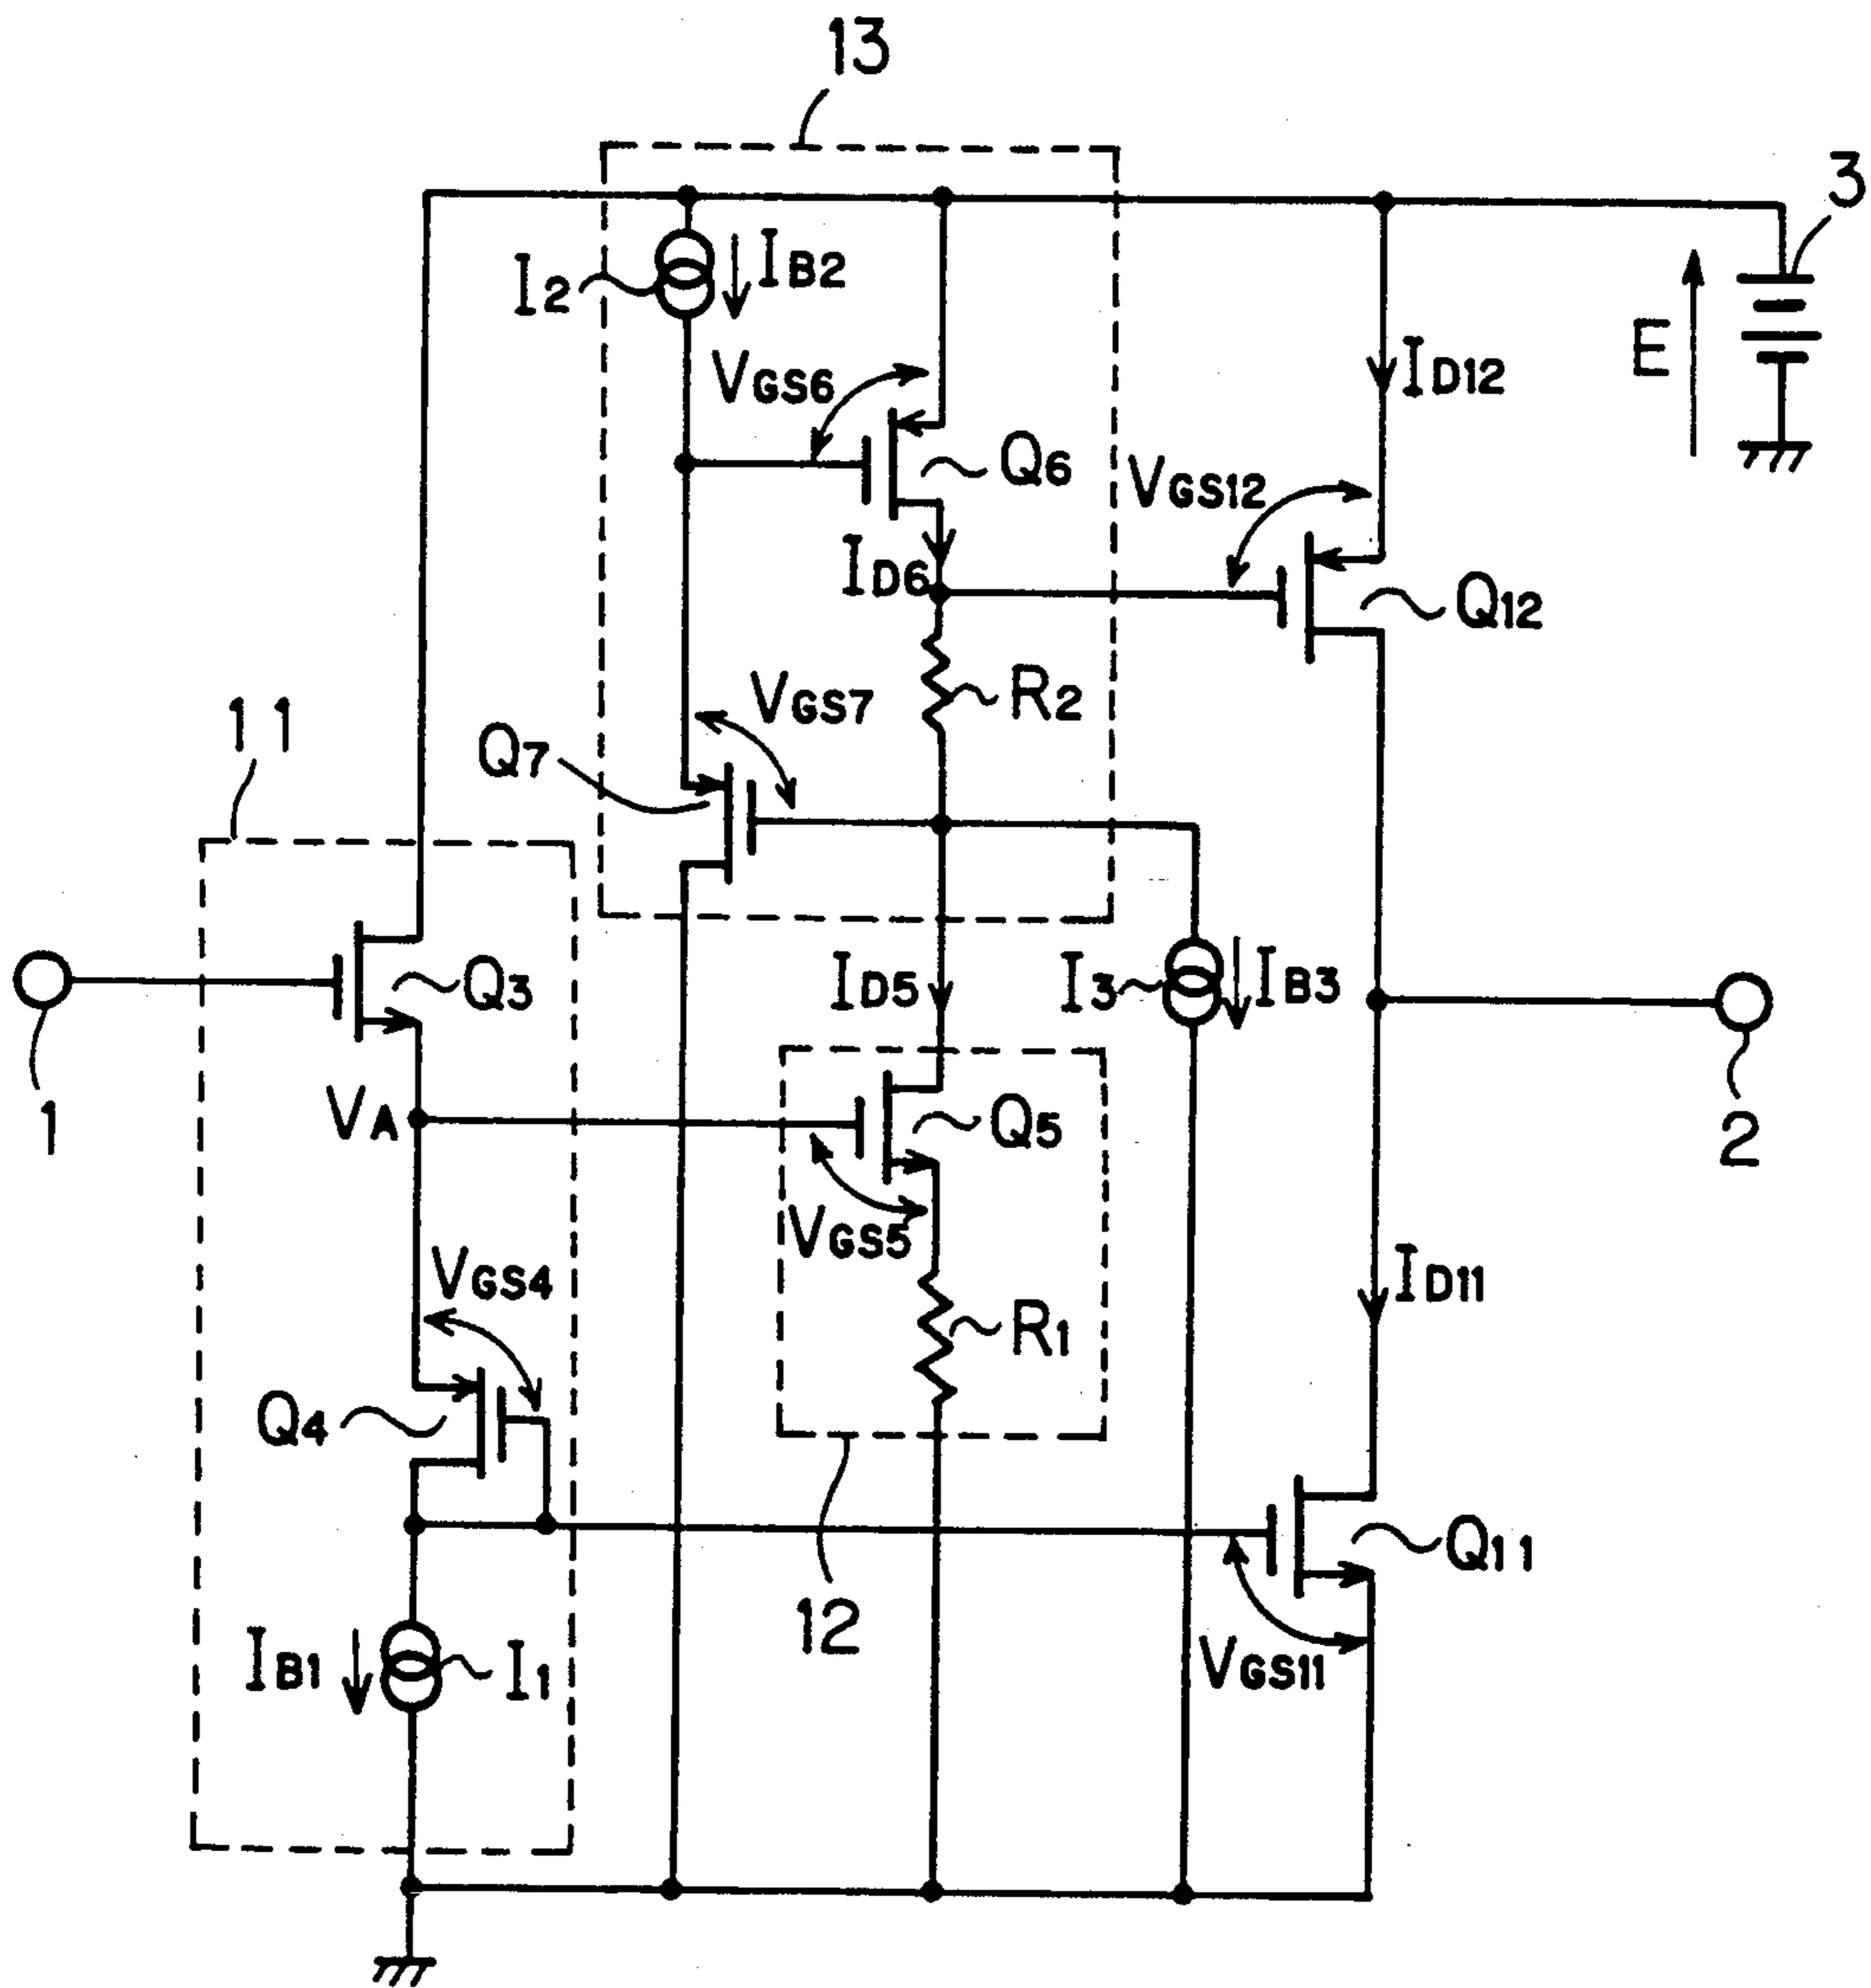 13
3
I2
IB2
VGS6
E
ID12
Q6
VGS12
ID6
Q12
R2
VGS7
11
Q7
Q3
ID5
I3
IB3
1
VA
Q5
2
VGS5
VGS4
ID11
R1
Q4
Q11
12
IB1
I1
VGS11